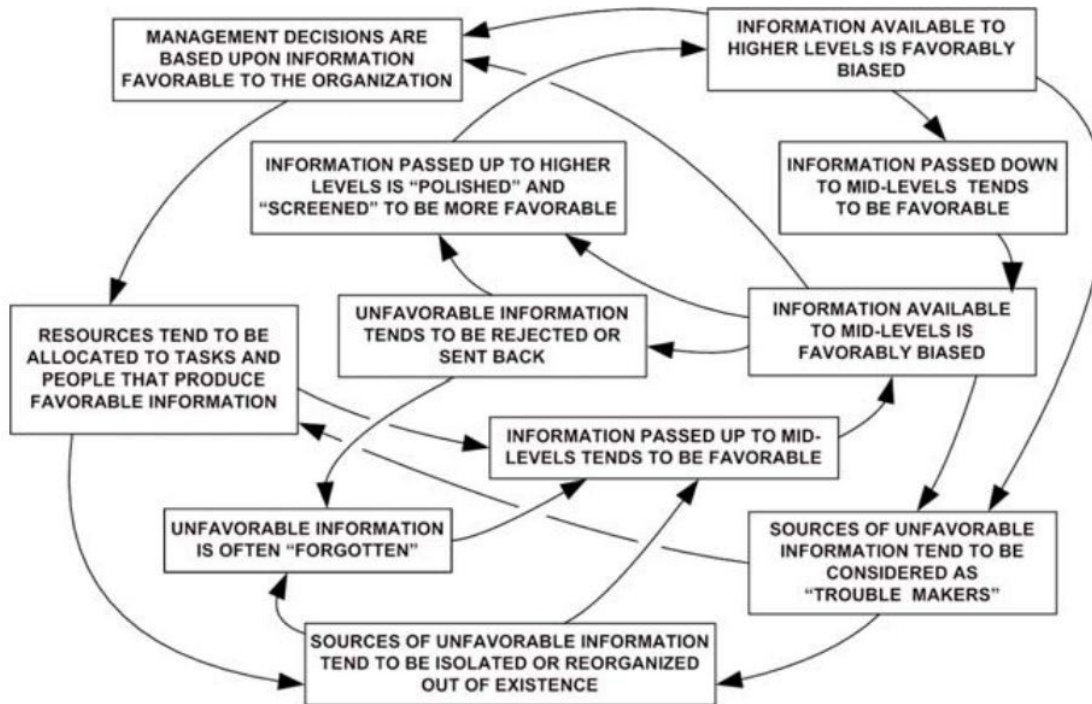 MANAGEMENT DECISIONS ARE
BASED UPON INFORMATION
FAVORABLE TO THE ORGANIZATION
INFORMATION AVAILABLE TO
HIGHER LEVELS IS FAVORABLY
BIASED
INFORMATION PASSED UP TO HIGHER
LEVELS IS “POLISHED” AND
“SCREENED” TO BE MORE FAVORABLE
INFORMATION PASSED DOWN
TO MID-LEVELS TENDS
TO BE FAVORABLE
RESOURCES TEND TO BE
ALLOCATED TO TASKS AND
PEOPLE THAT PRODUCE
FAVORABLE INFORMATION
UNFAVORABLE INFORMATION
TENDS TO BE REJECTED OR
SENT BACK
INFORMATION AVAILABLE
TO MID-LEVELS IS
FAVORABLY BIASED
INFORMATION PASSED UP TO MID-
LEVELS TENDS TO BE FAVORABLE
UNFAVORABLE INFORMATION
IS OFTEN “FORGOTTEN”
SOURCES OF UNFAVORABLE
INFORMATION TEND TO BE
CONSIDERED AS
“TROUBLE MAKERS”
SOURCES OF UNFAVORABLE INFORMATION
TEND TO BE ISOLATED OR REORGANIZED
OUT OF EXISTENCE